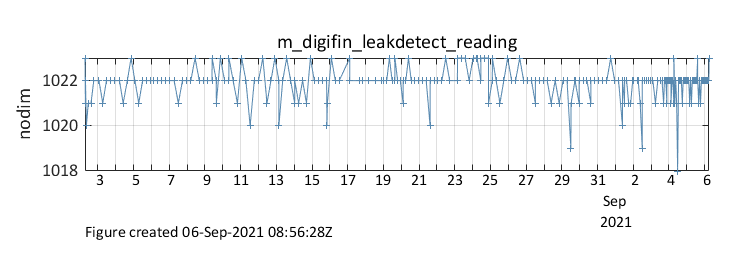 m_digifin_leakdetect_reading
nodim
1022
1020
1018
3 5 7 9 11 13 15 17 19 21 23 25 27 29 31 2 4 6
Sep
2021
Figure created 06-Sep-2021 08:56:28Z